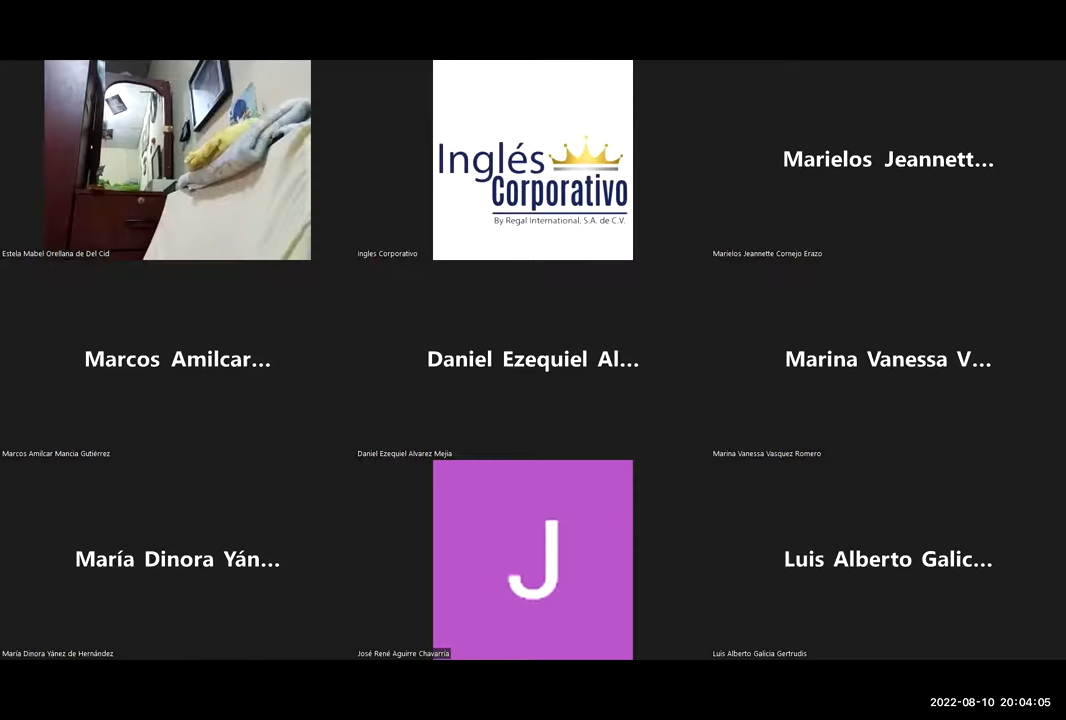 Estela Mabel Orellana de Del Cid
Inglés
Corporativo
By Regal International, S.A. de C.V.
Ingles Corporativo
Marielos Jeannett...
Marielos Jeannette Cornejo Erazo
Marcos Amilcar...
Marcos Amilcar Mancia Gutiérrez
Daniel Ezequiel Al...
Daniel Ezequiel Alvarez Mejia
Marina Vanessa V...
Marina Vanessa Vasquez Romero
María Dinora Yán...
María Dinora Yánez de Hernández
J
José René Aguirre Chavarría
Luis Alberto Galic...
Luis Alberto Galicia Gertrudis
2022-08-10 20:04:05